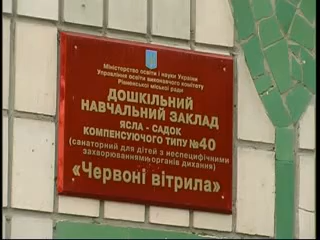 Міністерство освіти і науки України
Управління освіти виконавчого комітету
Рівненської міської ради
ДОШКІЛЬНИЙ
НАВЧАЛЬНИЙ ЗАКЛАД
ЯСЛА - САДОК
КОМПЕНСУЮЧОГО ТИПУ №40
(санаторний для дітей з неспецифічними
захворюваннями органів дихання)
«Червоні вітрила»